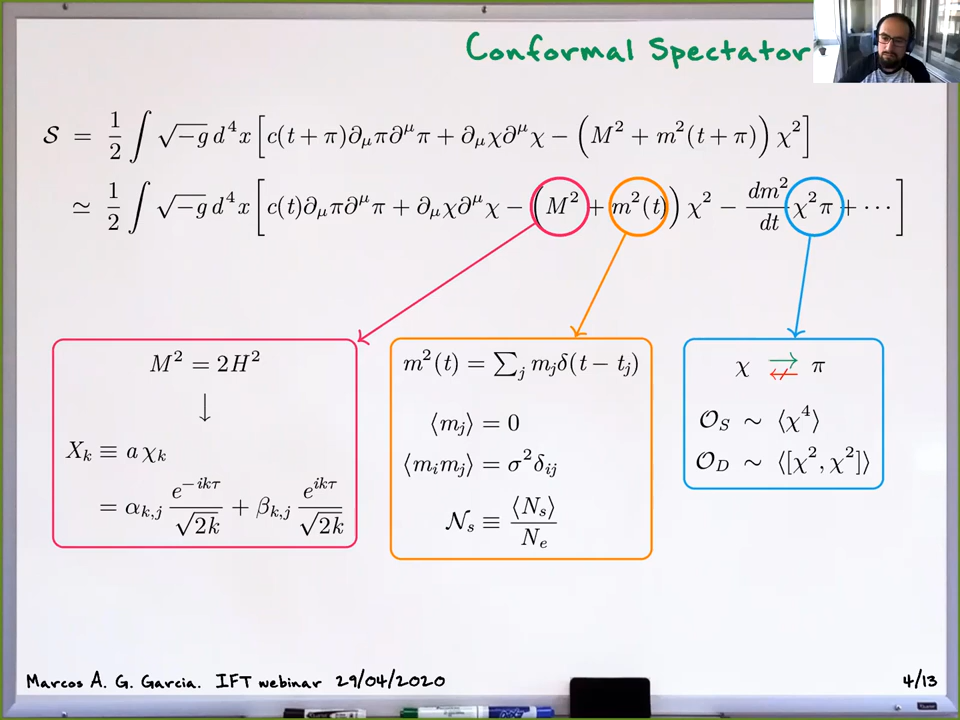 Conformal Spectator
S = 1/2 ∫ √−g d⁴x [c(t + π)∂_μπ∂^μπ + ∂_μχ∂^μχ − (M² + m²(t + π)) χ²]
≃ 1/2 ∫ √−g d⁴x [c(t)∂_μπ∂^μπ + ∂_μχ∂^μχ − (M² + m²(t)) χ² − dm²/dt χ²π + ⋯]
M² = 2H²
↓
X_k ≡ a χ_k
= α_{k,j} e^{−ikτ}/√2k + β_{k,j} e^{ikτ}/√2k
m²(t) = ∑_j m_j δ(t − t_j)
⟨m_j⟩ = 0
⟨m_i m_j⟩ = σ²δ_{ij}
𝒩_s ≡ ⟨N_s⟩/N_e
χ ⇄ π
𝒪_S ∼ ⟨χ⁴⟩
𝒪_D ∼ ⟨[χ², χ²]⟩
Marcos A. G. Garcia. IFT webinar 29/04/2020
4/13